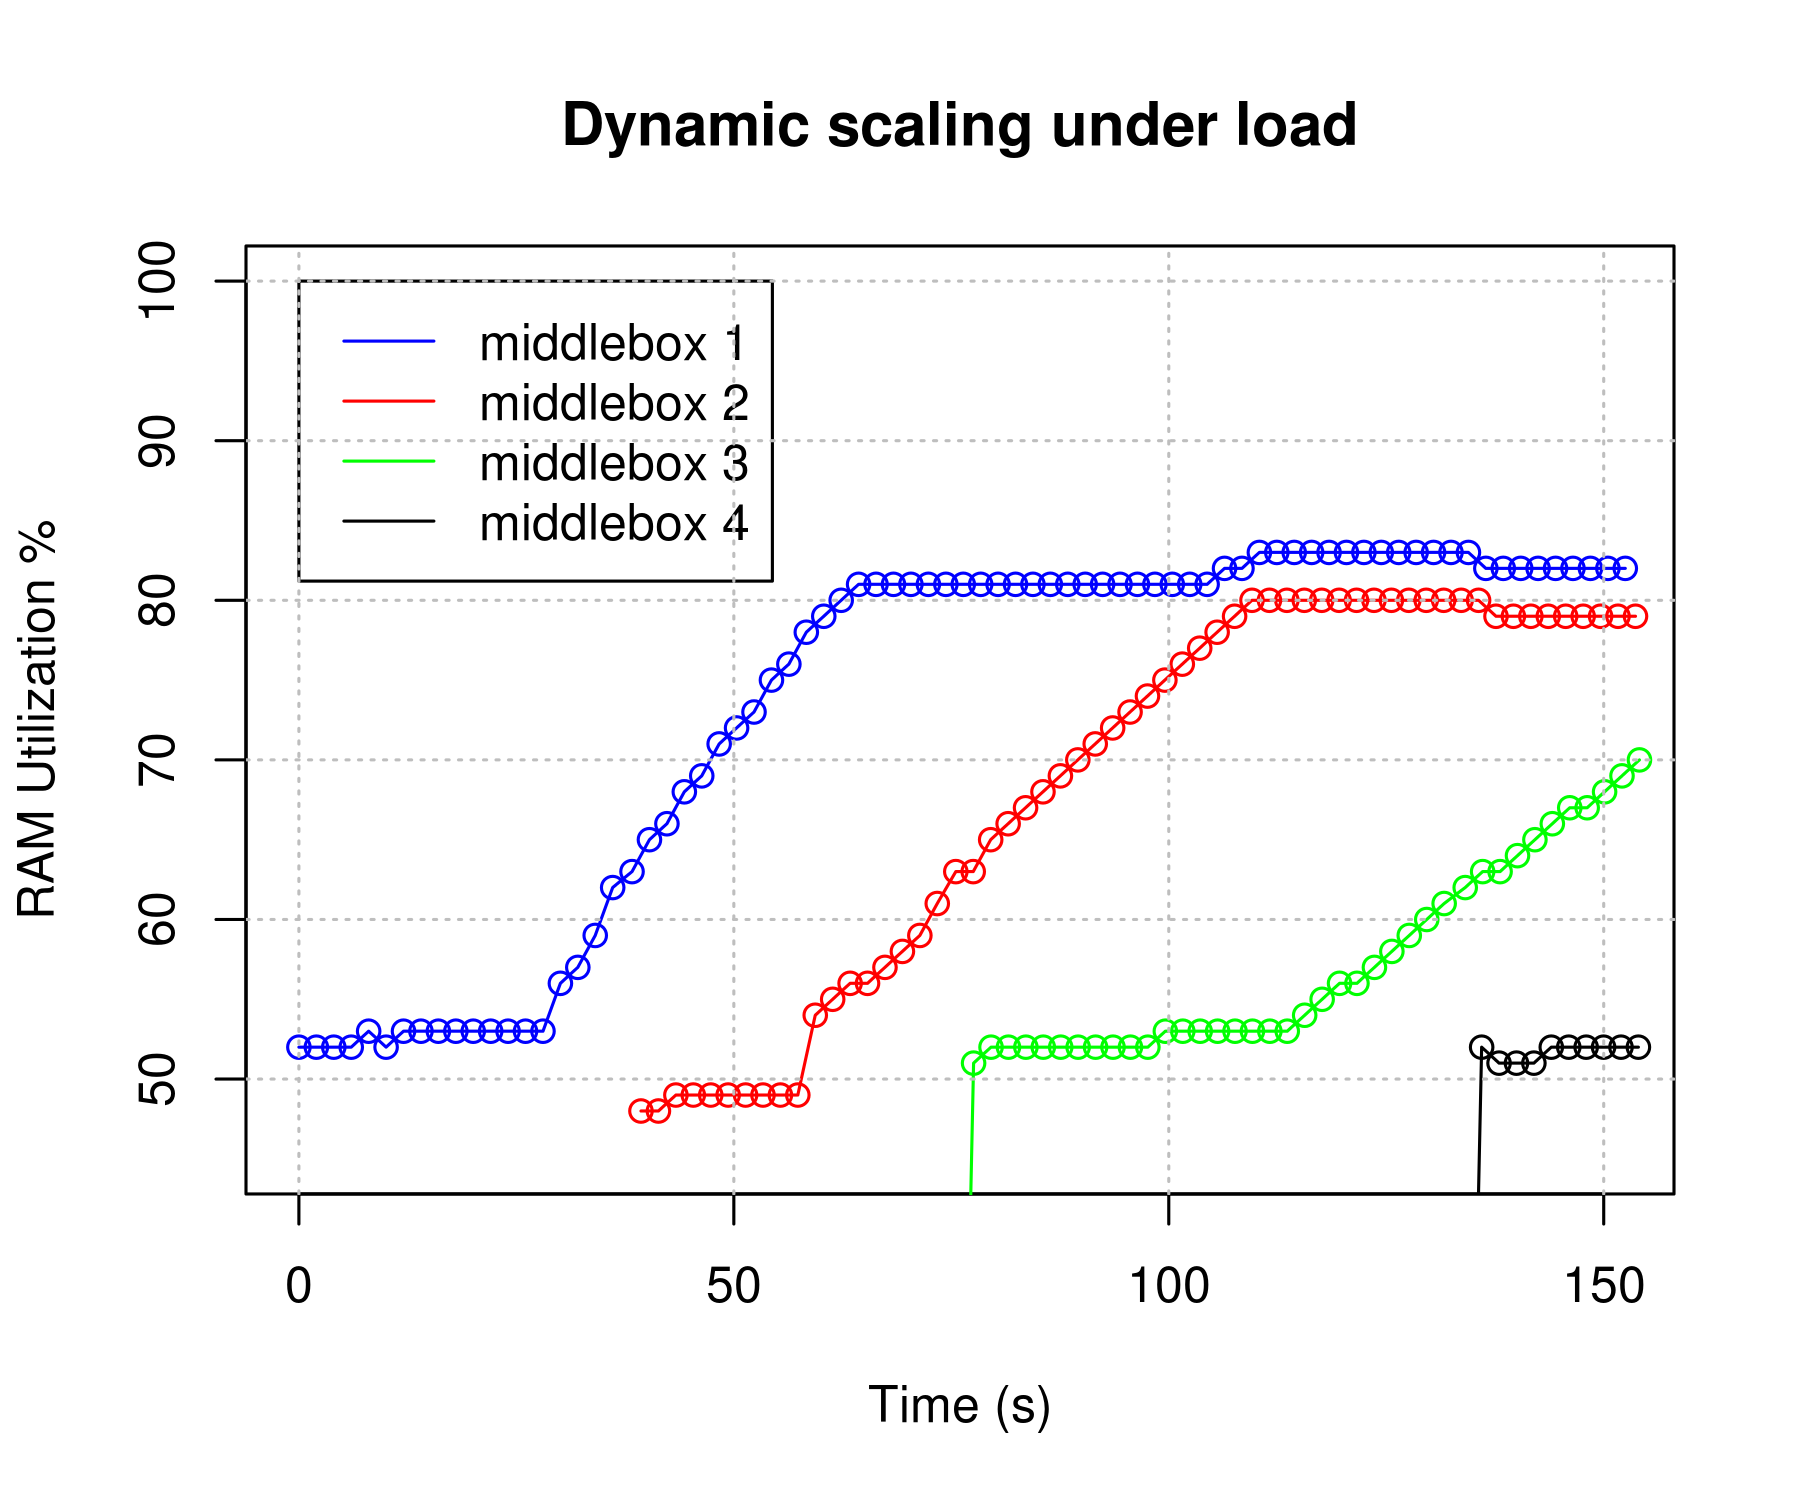 Dynamic scaling under load
RAM Utilization %
100
90
80
70
60
50
middlebox 1
middlebox 2
middlebox 3
middlebox 4
0 50 100 150
Time (s)